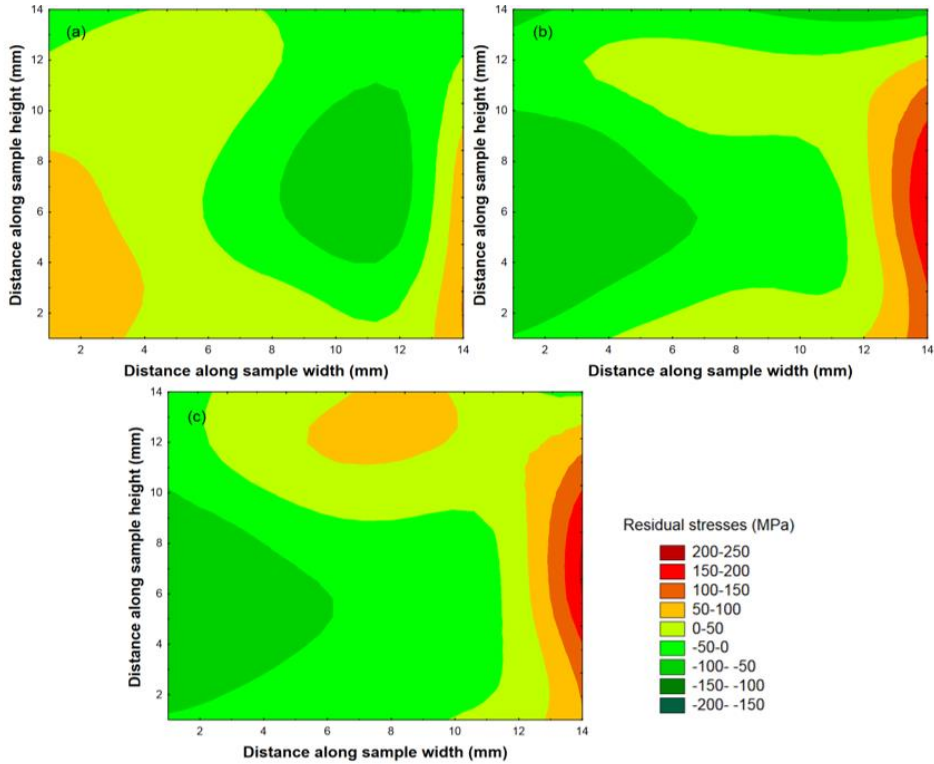 (a)
14
12
10
8
6
4
2
Distance along sample height (mm)
2 4 6 8 10 12 14
Distance along sample width (mm)
(b)
14
12
10
8
6
4
2
Distance along sample height (mm)
2 4 6 8 10 12 14
Distance along sample width (mm)
(c)
14
12
10
8
6
4
2
Distance along sample height (mm)
2 4 6 8 10 12 14
Distance along sample width (mm)
Residual stresses (MPa)
200-250
150-200
100-150
50-100
0-50
-50-0
-100- -50
-150- -100
-200- -150